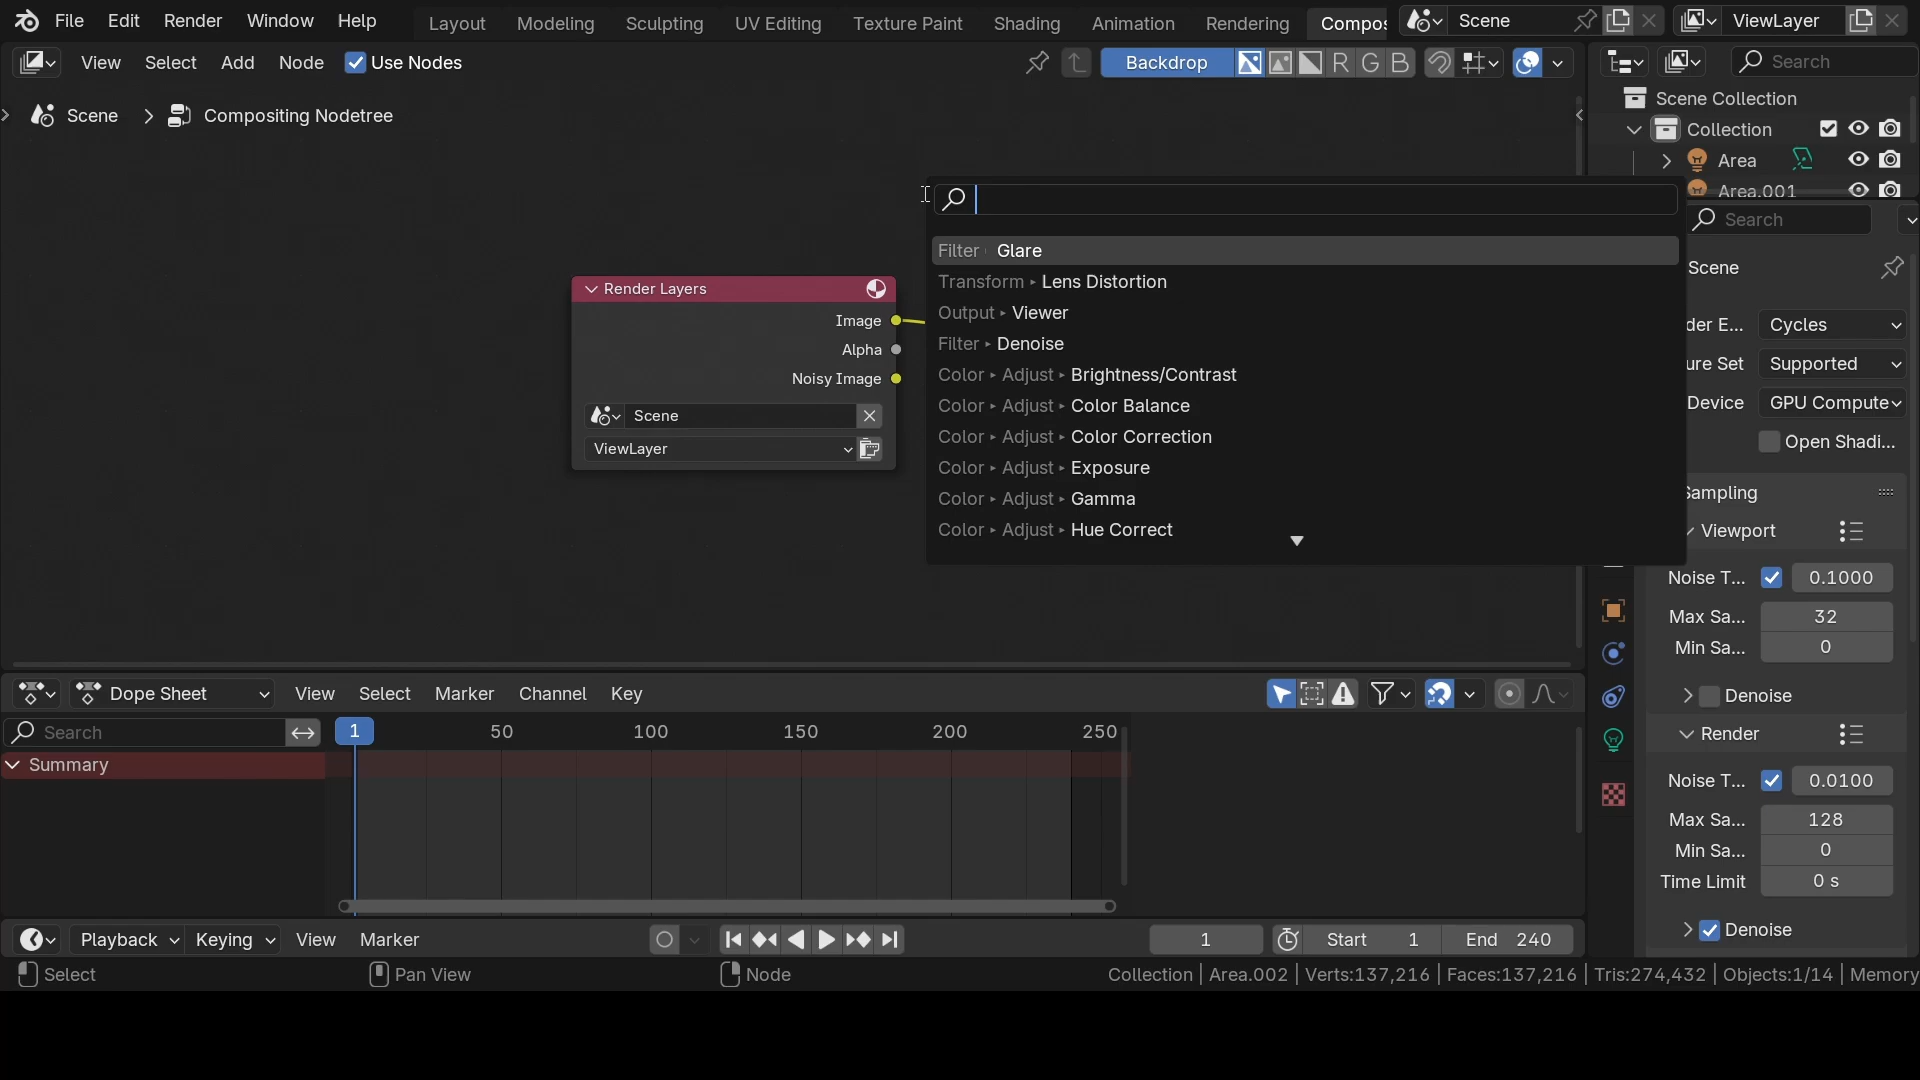 File Edit Render Window Help Layout Modeling Sculpting UV Editing Texture Paint Shading Animation Rendering Compos Scene ViewLayer
View Select Add Node Use Nodes Backdrop R G B Search
Scene Compositing Nodetree
Scene Collection
Collection
Area
Area.001
Search
Filter Glare
Transform Lens Distortion
Output Viewer
Filter Denoise
Color Adjust Brightness/Contrast
Color Adjust Color Balance
Color Adjust Color Correction
Color Adjust Exposure
Color Adjust Gamma
Color Adjust Hue Correct
Render Layers
Image
Alpha
Noisy Image
Scene
ViewLayer
Scene
der E... Cycles
ure Set Supported
Device GPU Compute
Open Shadi...
Sampling
Viewport
Noise T... 0.1000
Max Sa... 32
Min Sa... 0
Denoise
Render
Noise T... 0.0100
Max Sa... 128
Min Sa... 0
Time Limit 0 s
Denoise
Dope Sheet View Select Marker Channel Key
Search 1 50 100 150 200 250
Summary
Playback Keying View Marker 1 Start 1 End 240
Select Pan View Node Collection | Area.002 | Verts:137,216 | Faces:137,216 | Tris:274,432 | Objects:1/14 | Memory